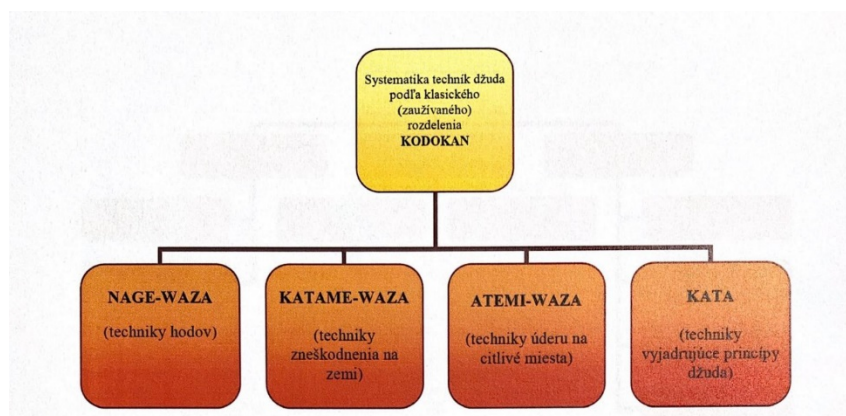 Systematika techník džuda
podľa klasického
(zaužívaného)
rozdelenia
KODOKAN
NAGE-WAZA
(techniky hodov)
KATAME-WAZA
(techniky
zneškodnenia na
zemi)
ATEMI-WAZA
(techniky úderu na
citlivé miesta)
KATA
(techniky
vyjadrujúce princípy
džuda)